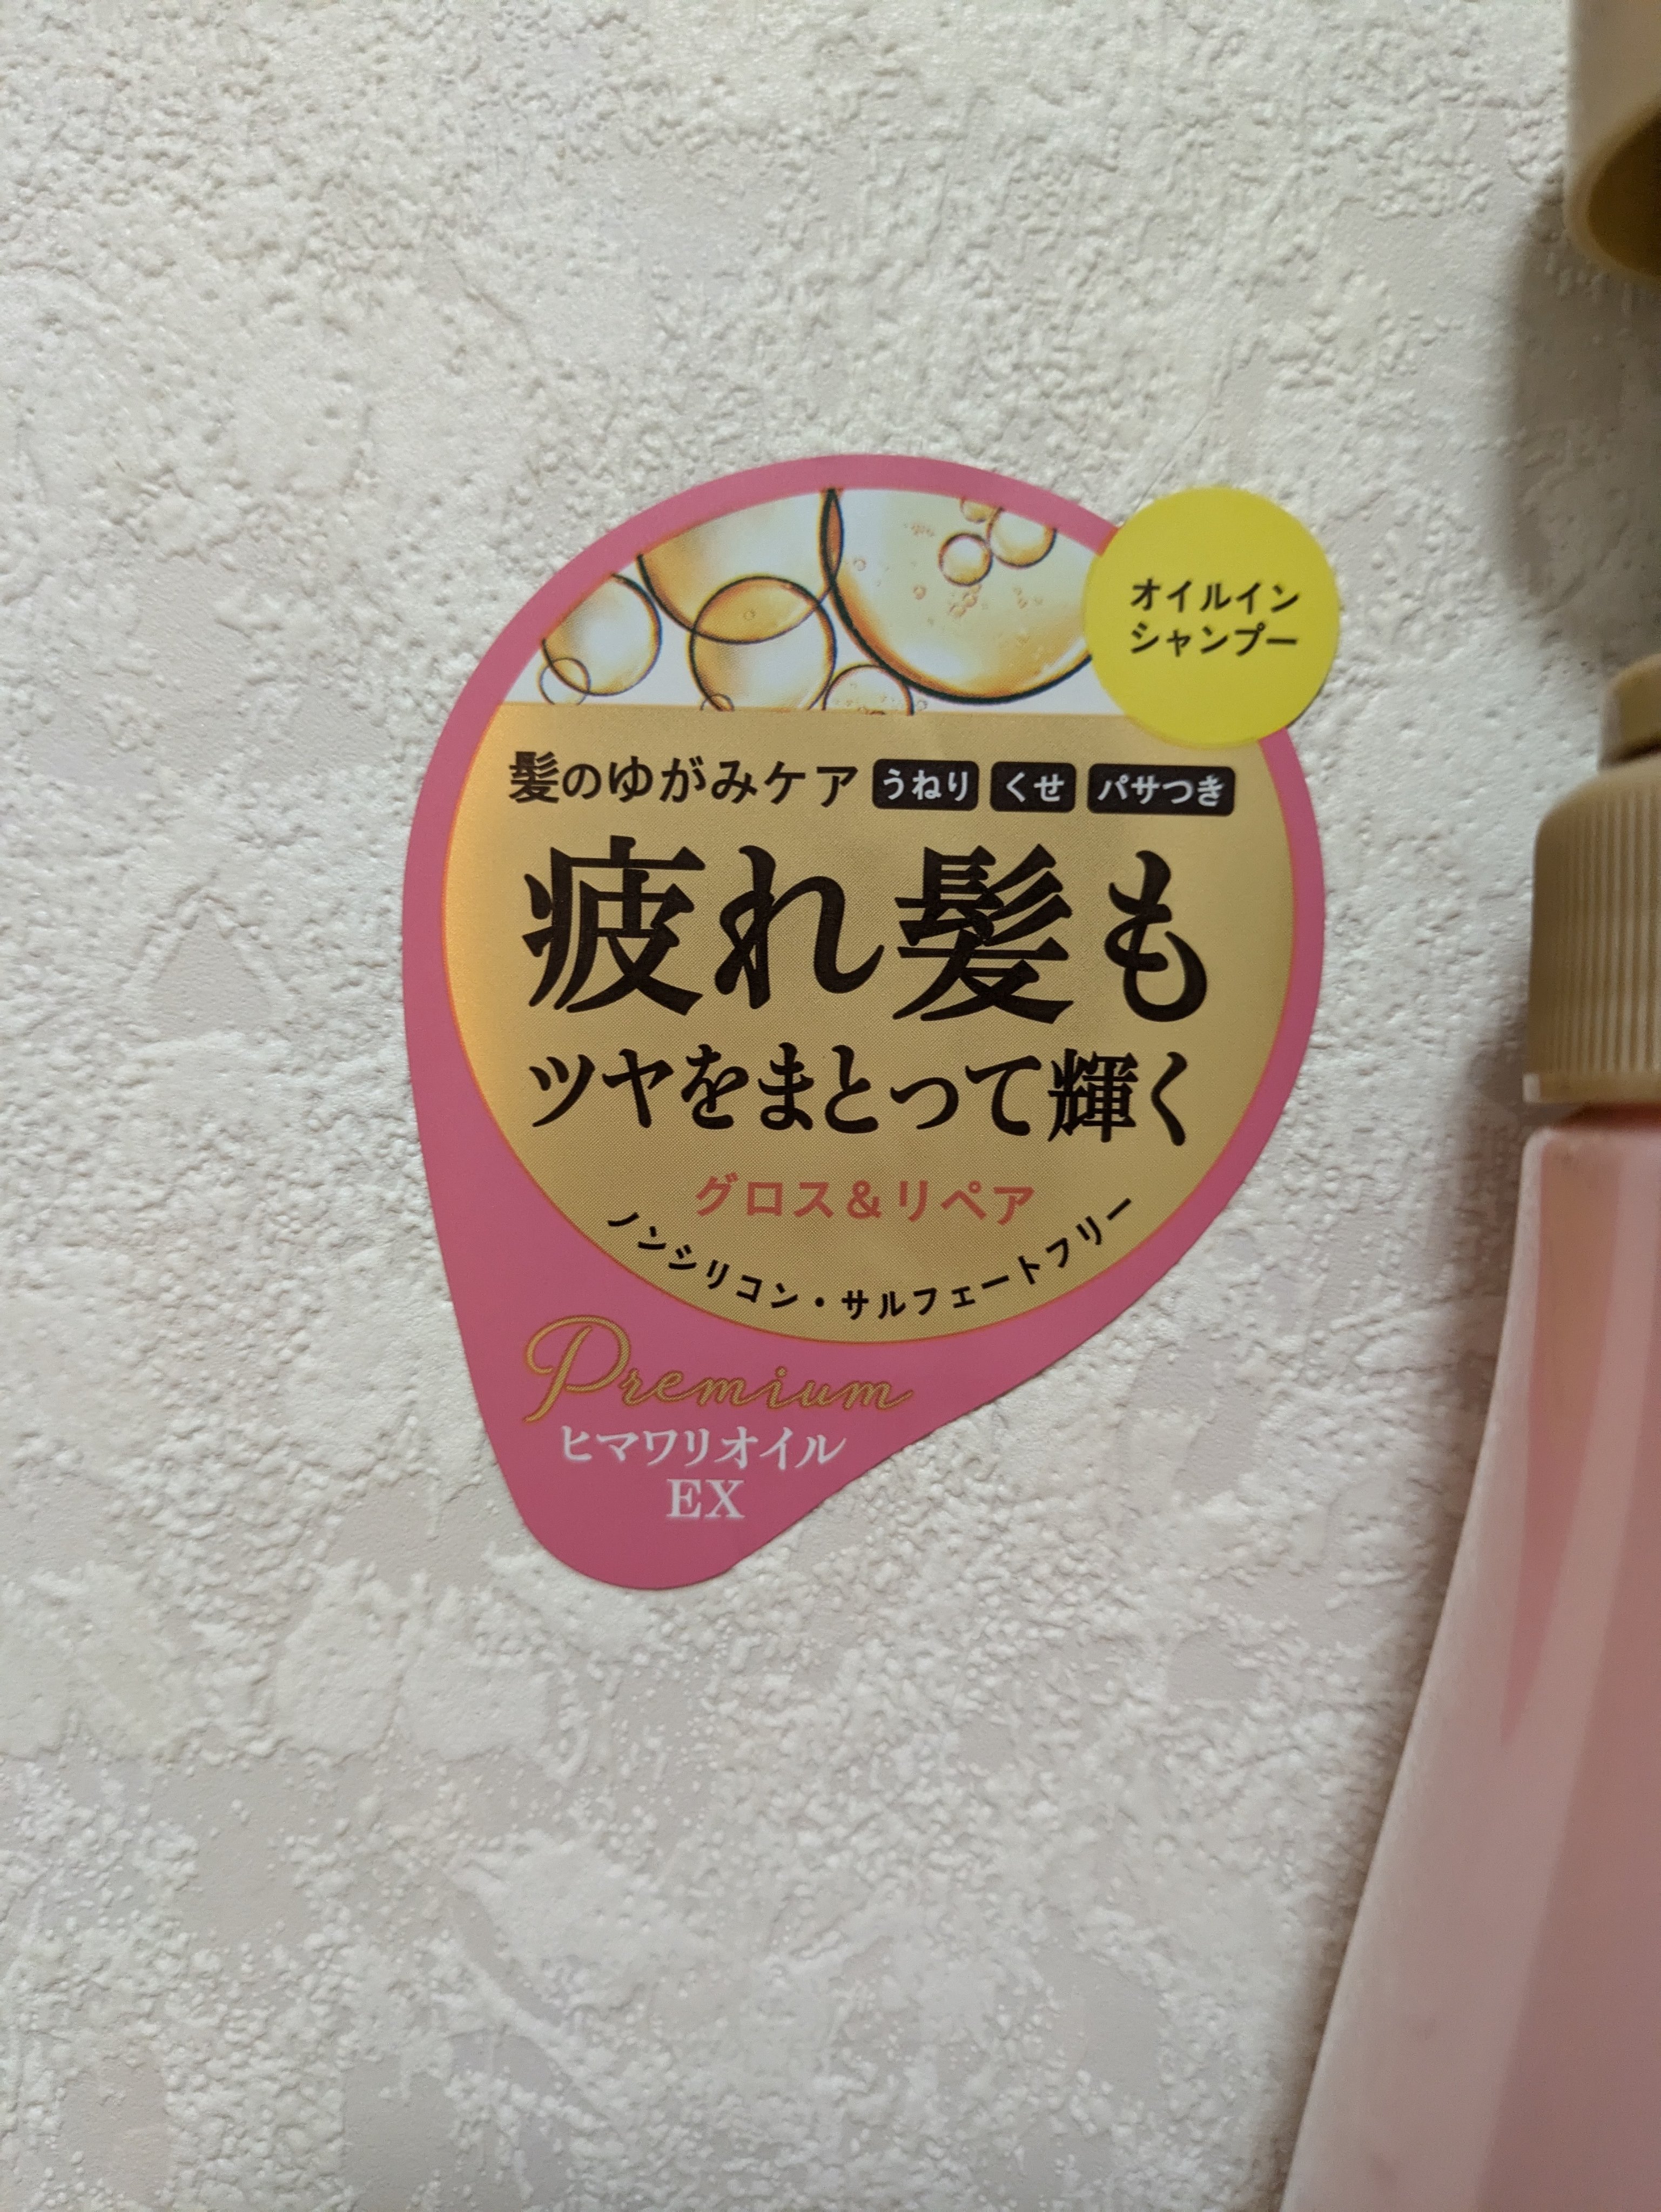 オイルイン
シャンプー
髪のゆがみケア うねり くせ パサつき
疲れ髪も
ツヤをまとって輝く
グロス&リペア
ノンシリコン・サルフェートフリー
Premium
ヒマワリオイル
EX